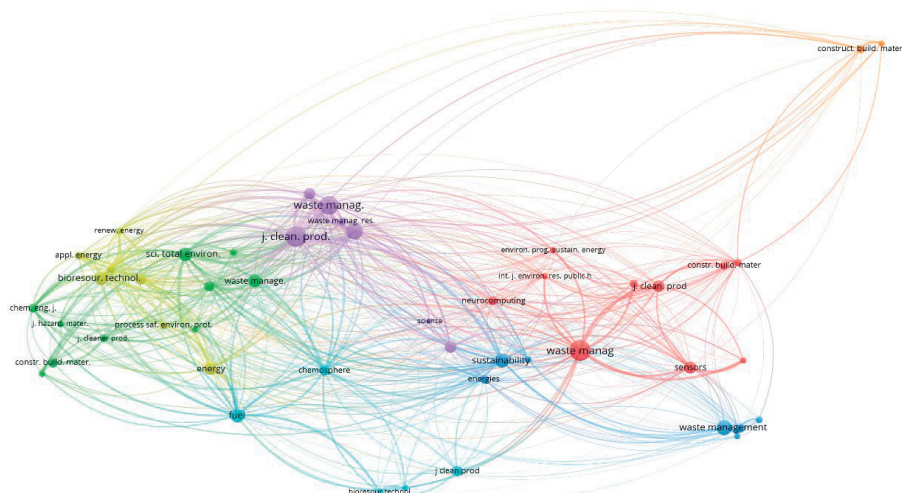 construct. build. mater
waste manag.
waste manag. res.
renew. energy
j. clean. prod.
sci. total environ.
environ. prog. sustain. energy
appl. energy
constr. build. mater
bioresour. technol.
int. j. environ. res. public h
waste manage.
j. clean. prod
neurocomputing
chem. eng. j.
science
j. hazard. mater.
process saf. environ. prot.
j. cleaner prod.
waste manag
constr. build. mater.
sustainability
energy
chemosphere
sensors
energies
fuel
waste management
j clean prod
bioresour technol